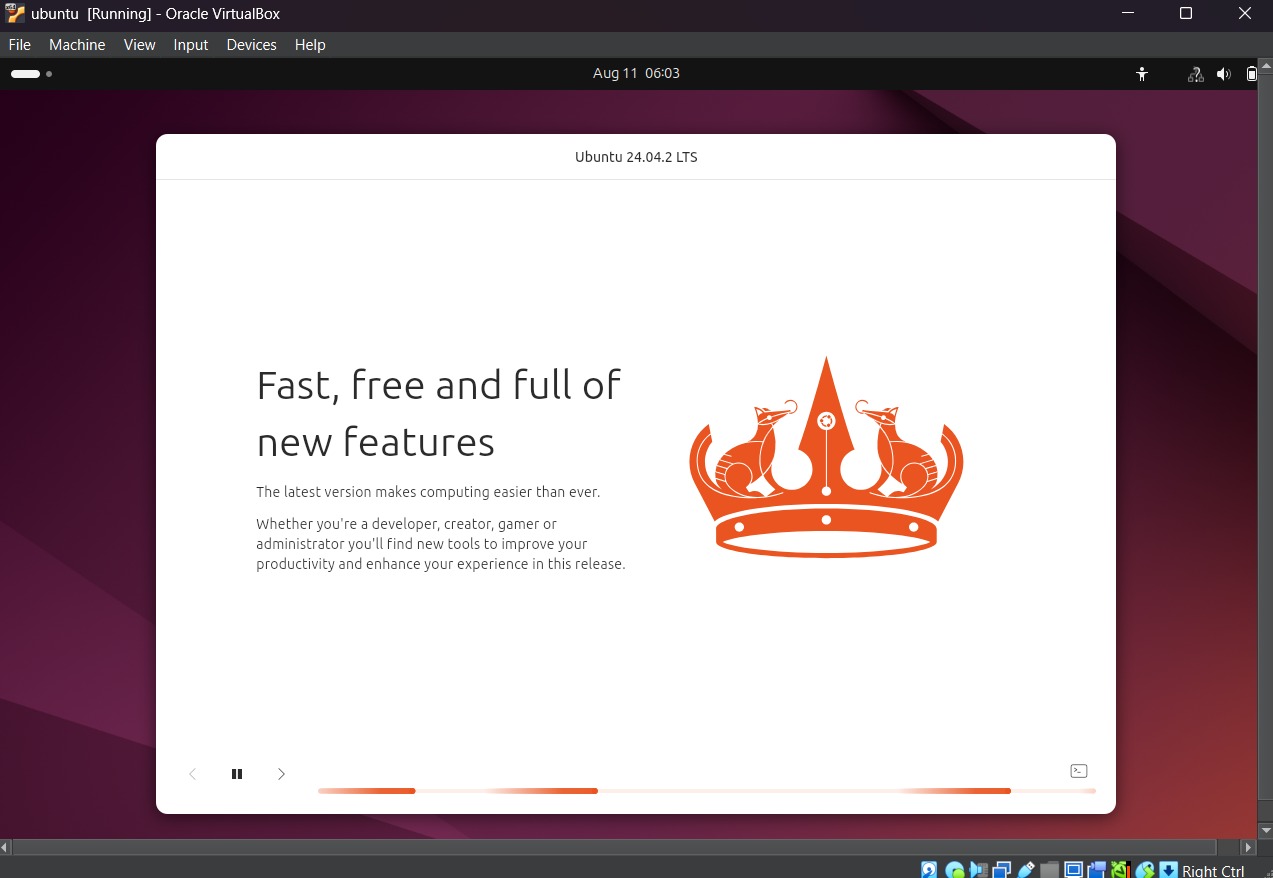 ubuntu [Running] - Oracle VirtualBox
File Machine View Input Devices Help
Aug 11 06:03
Ubuntu 24.04.2 LTS
Fast, free and full of
new features
The latest version makes computing easier than ever.
Whether you're a developer, creator, gamer or
administrator you'll find new tools to improve your
productivity and enhance your experience in this release.
Right Ctrl